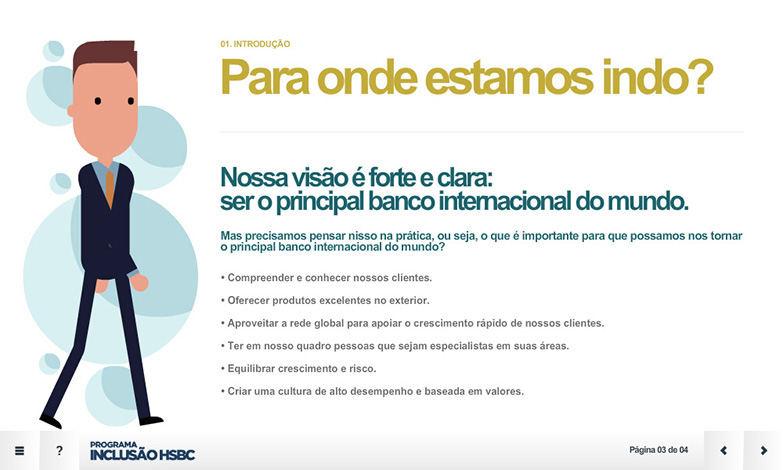 01. INTRODUÇÃO
Para onde estamos indo?
Nossa visão é forte e clara:
ser o principal banco internacional do mundo.
Mas precisamos pensar nisso na prática, ou seja, o que é importante para que possamos nos tornar
o principal banco internacional do mundo?
• Compreender e conhecer nossos clientes.
• Oferecer produtos excelentes no exterior.
• Aproveitar a rede global para apoiar o crescimento rápido de nossos clientes.
• Ter em nosso quadro pessoas que sejam especialistas em suas áreas.
• Equilibrar crescimento e risco.
• Criar uma cultura de alto desempenho e baseada em valores.
?
PROGRAMA
INCLUSÃO HSBC
Página 03 de 04